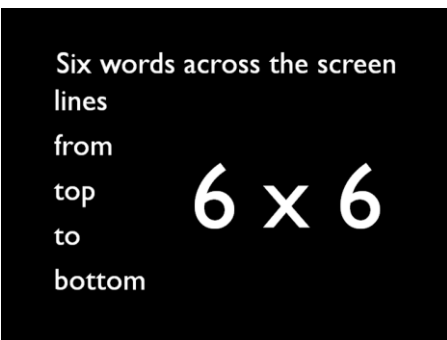 Six words across the screen
lines
from
top
to
bottom
6 x 6